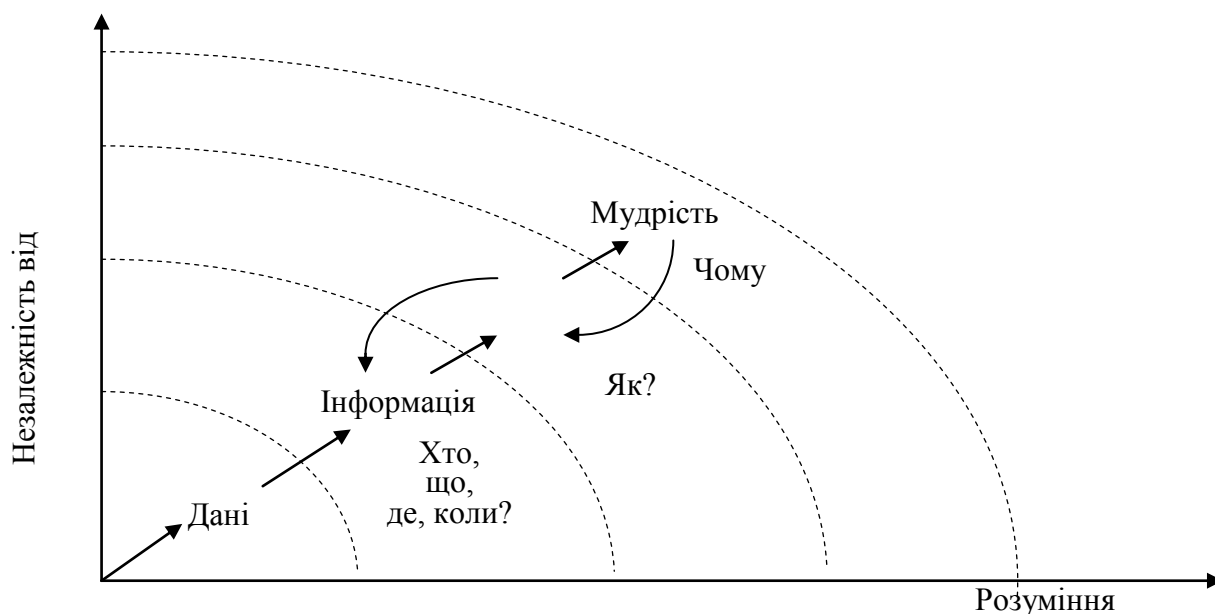 Незалежність від
Мудрість
Чому
Як?
Інформація
Хто,
що,
де, коли?
Дані
Розуміння